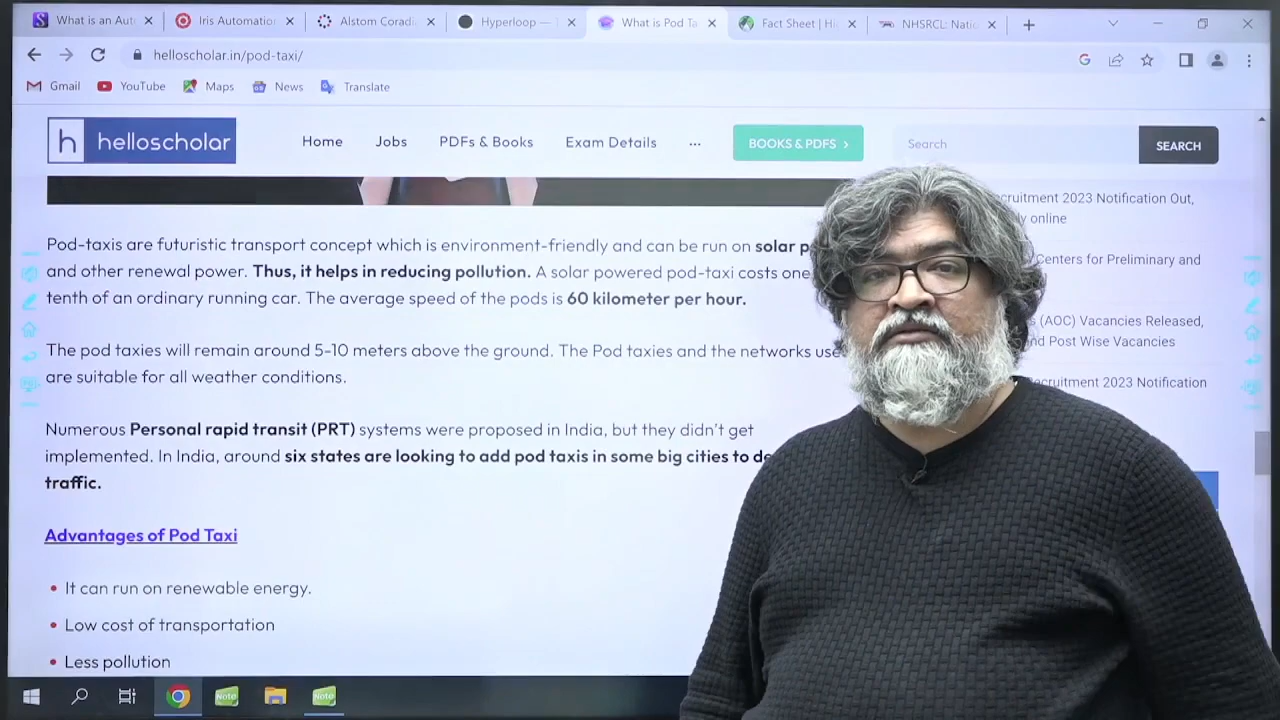 What is an Aut
Iris Automation
Alstom Coradi
Hyperloop —
What is Pod Ta
Fact Sheet | Hi
NHSRCL: Natio
helloscholar.in/pod-taxi/
Gmail
YouTube
Maps
News
Translate
h helloscholar
Home
Jobs
PDFs & Books
Exam Details
...
BOOKS & PDFS >
Search
SEARCH
Recruitment 2023 Notification Out,
online
Pod-taxis are futuristic transport concept which is environment-friendly and can be run on solar
and other renewal power. Thus, it helps in reducing pollution. A solar powered pod-taxi costs one
tenth of an ordinary running car. The average speed of the pods is 60 kilometer per hour.
Centers for Preliminary and
The pod taxies will remain around 5-10 meters above the ground. The Pod taxies and the networks use
are suitable for all weather conditions.
(AOC) Vacancies Released,
nd Post Wise Vacancies
Recruitment 2023 Notification
Numerous Personal rapid transit (PRT) systems were proposed in India, but they didn't get
implemented. In India, around six states are looking to add pod taxis in some big cities to de
traffic.
Advantages of Pod Taxi
• It can run on renewable energy.
• Low cost of transportation
• Less pollution
Note
Note